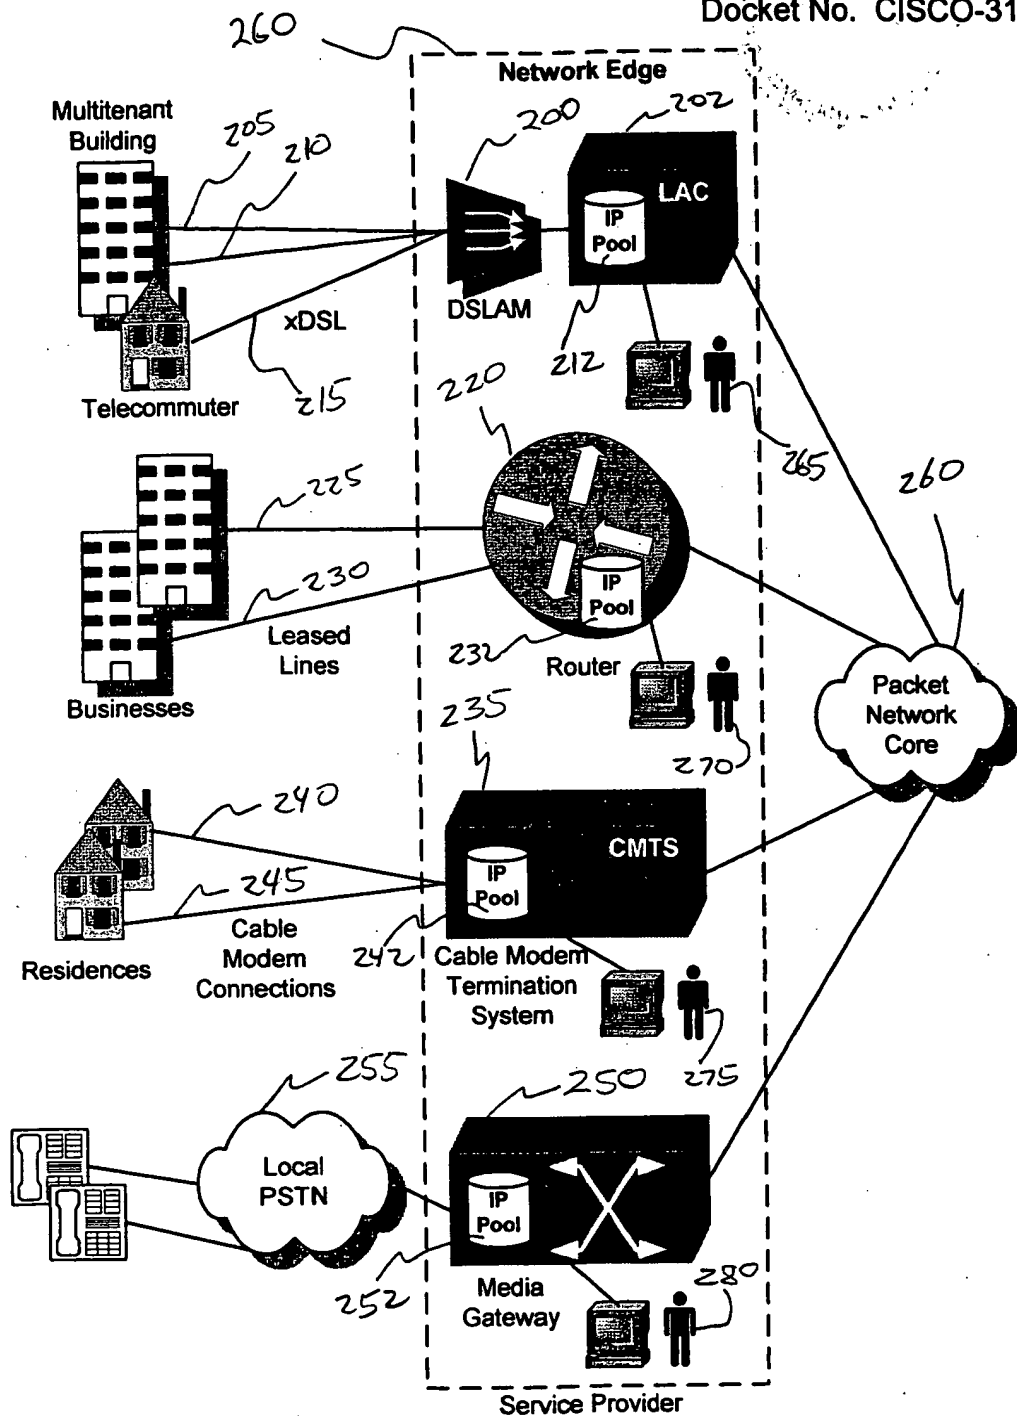 Docket No. CISCO-31
260
Network Edge
Multitenant
Building
205
210
200
202
LAC
IP
Pool
DSLAM
xDSL
212
215
Telecommuter
220
265
260
225
230
IP
Pool
Leased
Lines
232
Router
Businesses
235
270
Packet
Network
Core
240
CMTS
IP
Pool
245
Cable
Modem
Connections
242
Cable Modem
Termination
System
Residences
275
255
250
Local
PSTN
IP
Pool
252
Media
Gateway
280
Service Provider